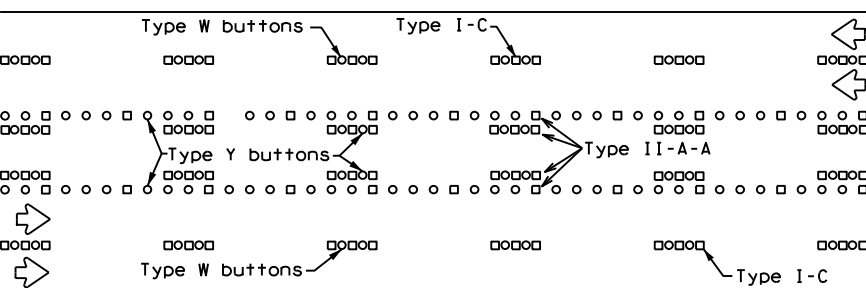 Type W buttons
Type I-C
Type Y buttons
Type II-A-A
Type W buttons
Type I-C